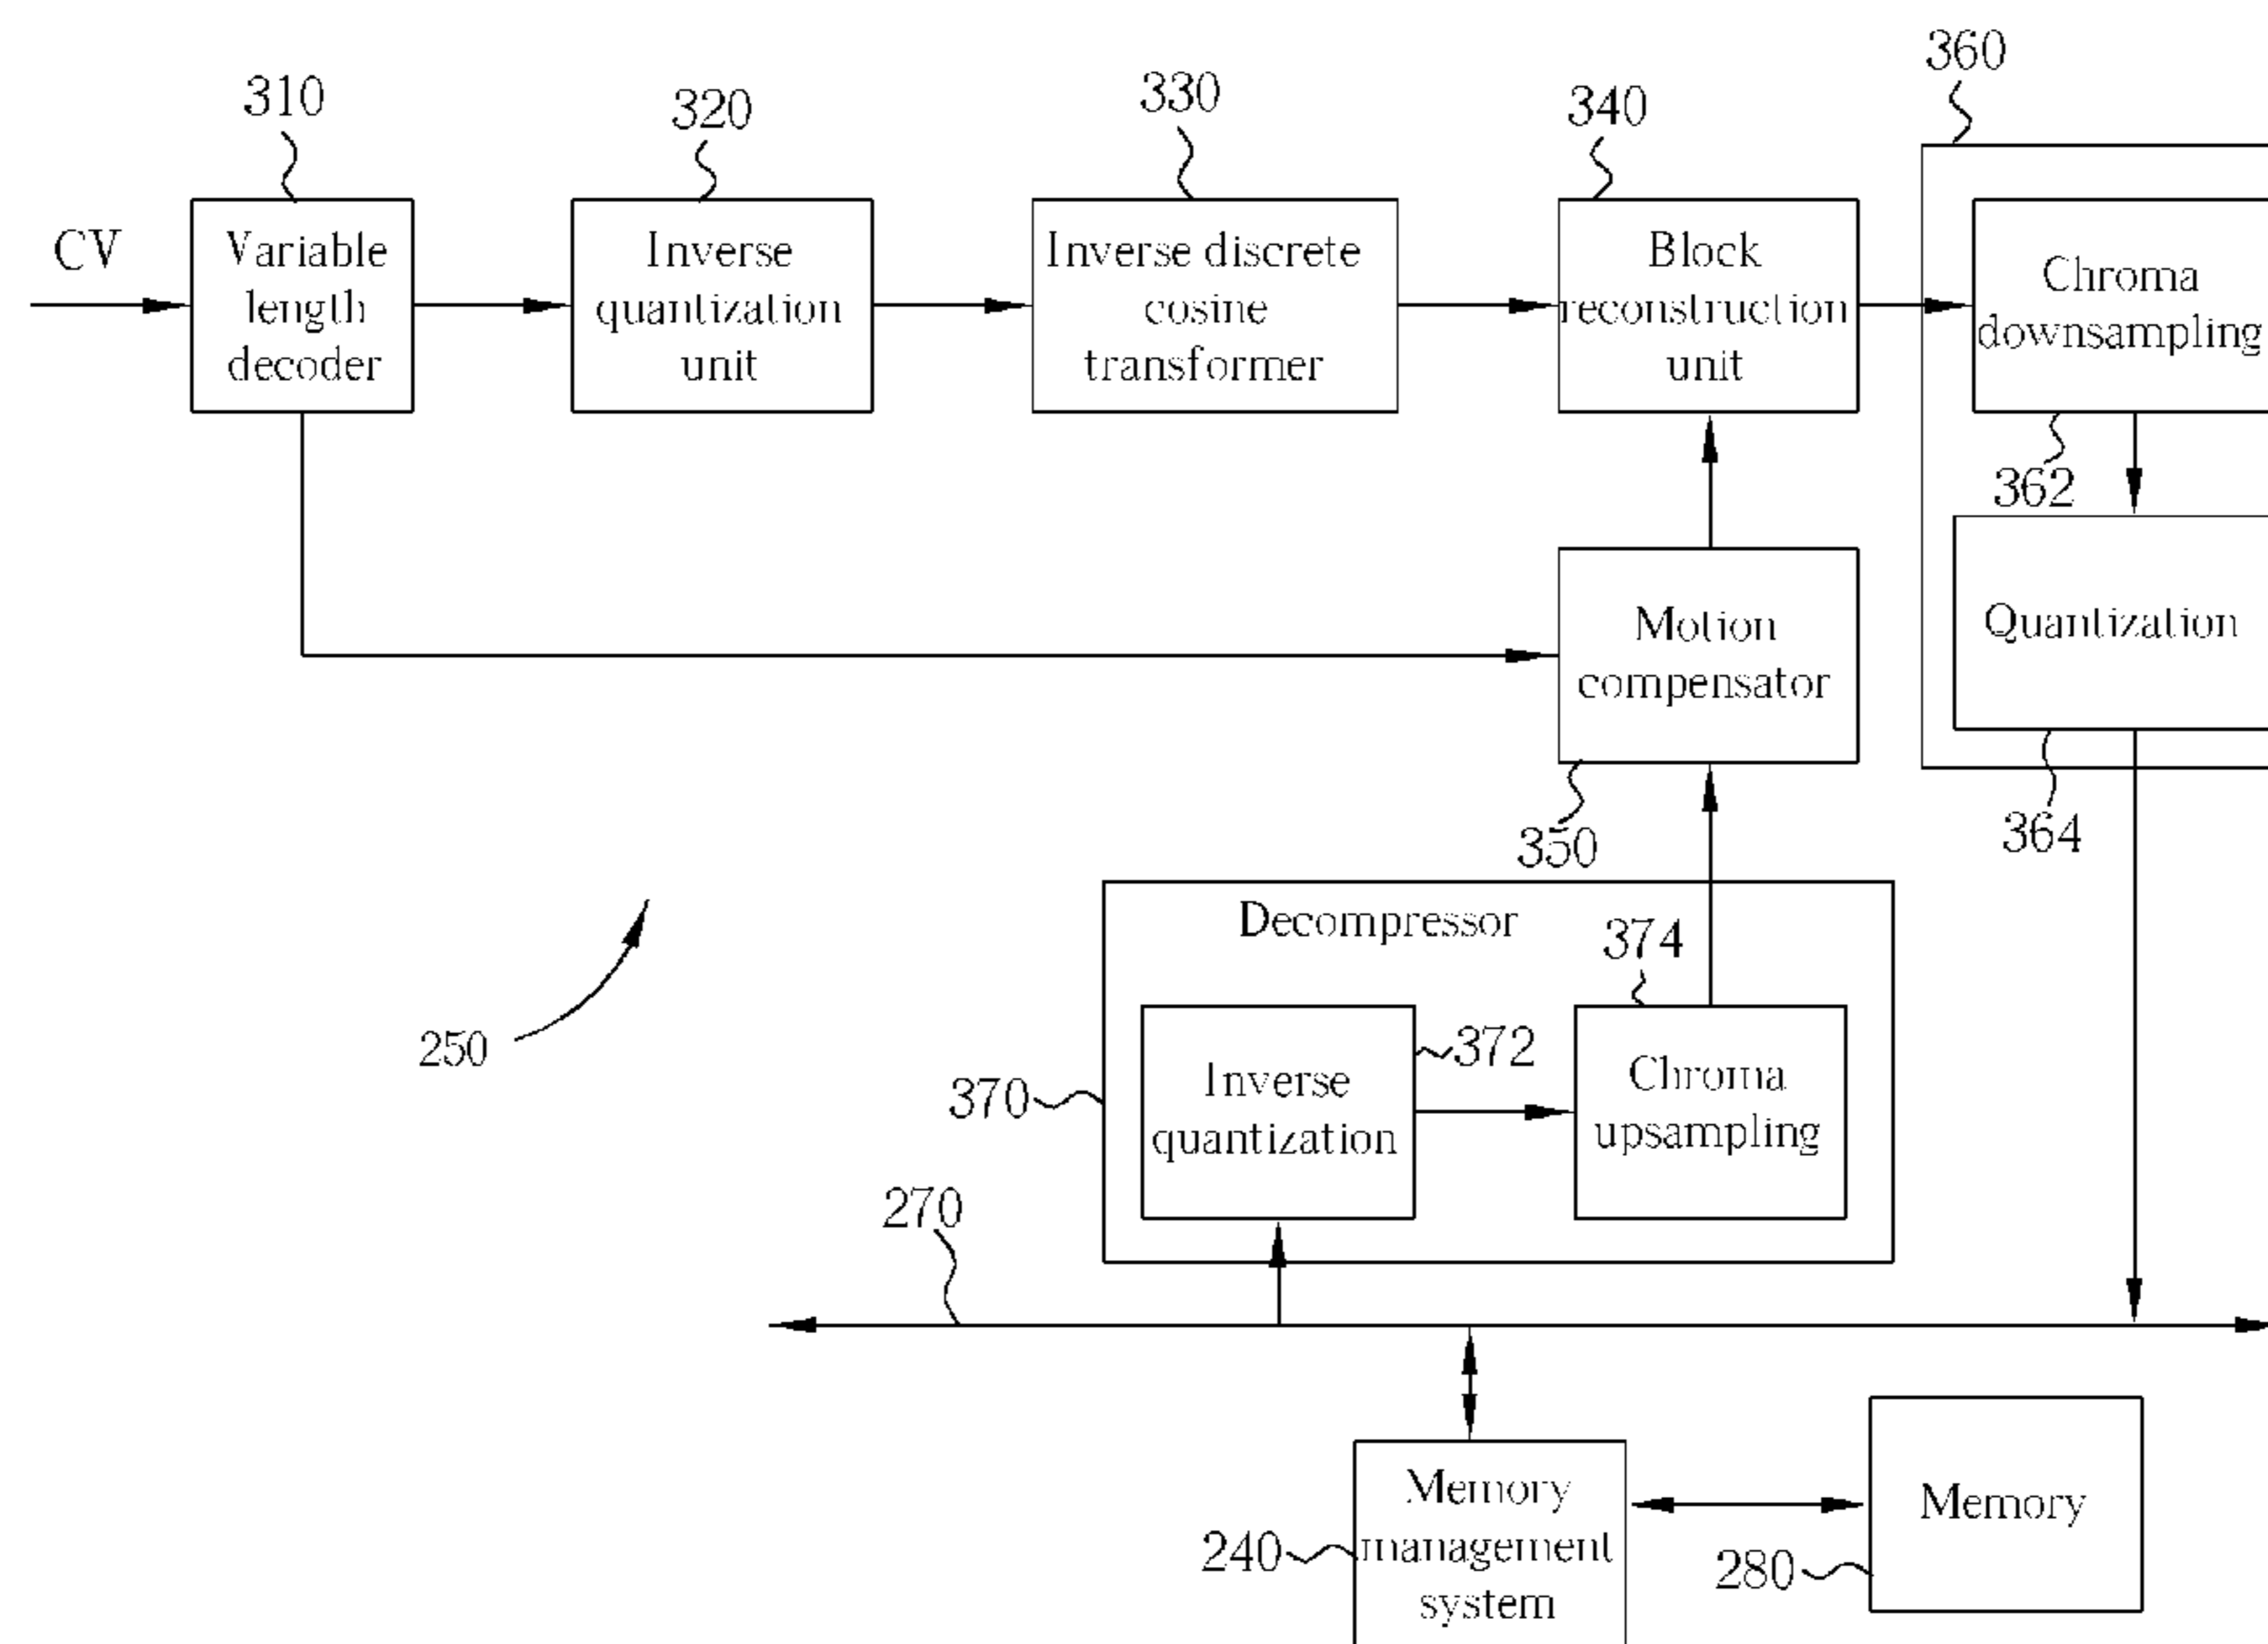 360
310
320
330
340
CV
Variable
length
decoder
Inverse
quantization
unit
Inverse discrete
cosine
transformer
Block
reconstruction
unit
Chroma
downsampling
362
Quantization
364
Motion
compensator
350
250
Decompressor
374
370
Inverse
quantization
372
Chroma
upsampling
270
Memory
management
system
240
Memory
280